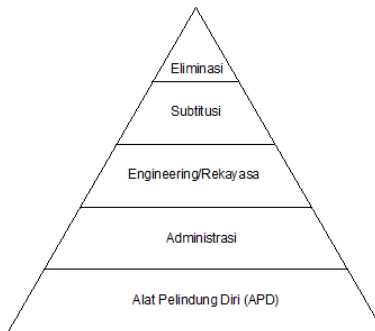 Eliminasi
Subtitusi
Engineering/Rekayasa
Administrasi
Alat Pelindung Diri (APD)